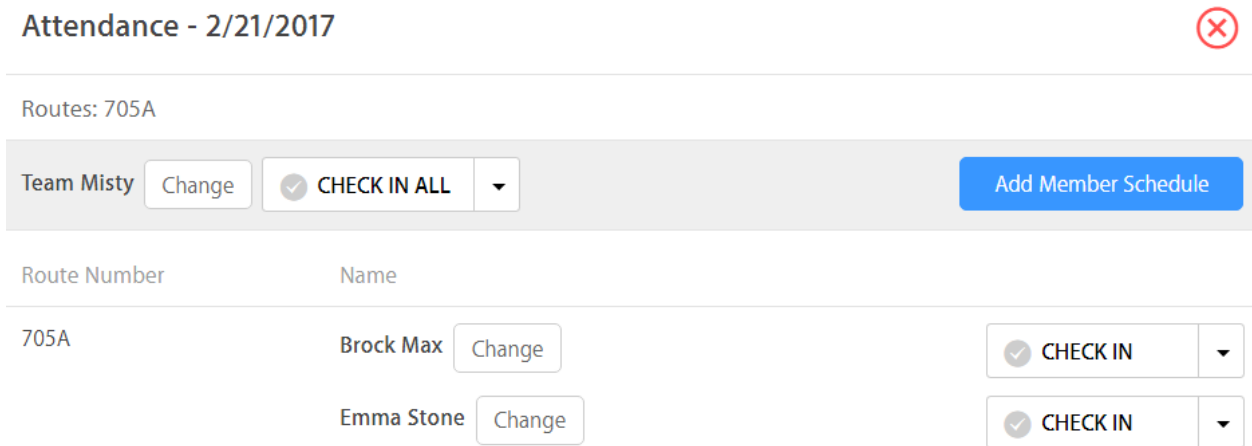 Attendance - 2/21/2017
Routes: 705A
Team Misty Change CHECK IN ALL Add Member Schedule
Route Number Name
705A Brock Max Change CHECK IN
Emma Stone Change CHECK IN